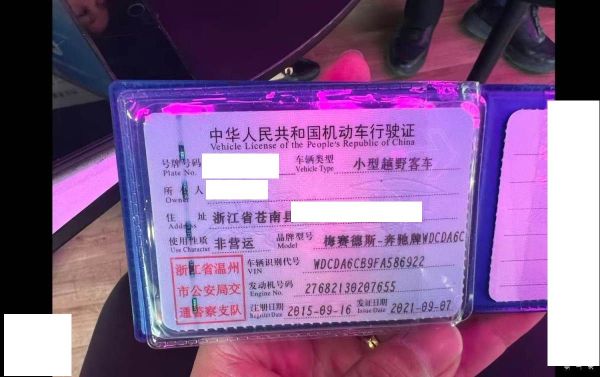 中华人民共和国机动车行驶证
Vehicle License of the People's Republic of China
号牌号码 车辆类型 小型越野客车
Plate No. Vehicle Type
所有人
Owner
住址 浙江省苍南县
Address
使用性质 非营运 品牌型号 梅赛德斯-奔驰牌WDCDA6C
Use Character Model
浙江省温州 车辆识别代号 WDCDA6CB9FA586922
VIN
市公安局交 发动机号码 27682130207655
Engine No.
通警察支队 注册日期 2015-09-16 发证日期 2021-09-07
Register Date Issue Date